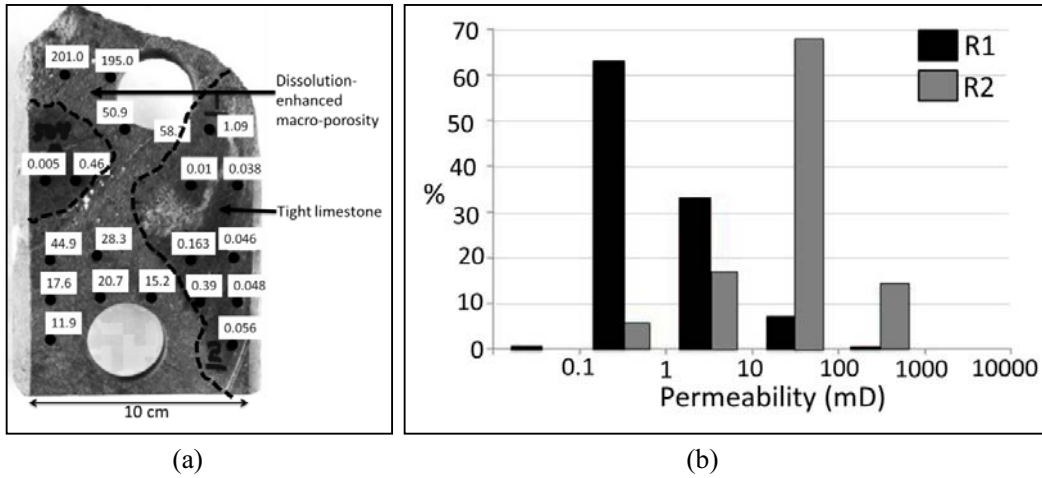 201.0 195.0
Dissolution-
enhanced
macro-porosity
50.9 58.7 1.09
0.005 0.46 0.01 0.038
Tight limestone
44.9 28.3 0.163 0.046
17.6 20.7 15.2 0.39 0.048
11.9 0.056
10 cm
(a)
70
60
50
40
30
20
10
0
%
R1
R2
0.1 1 10 100 1000 10000
Permeability (mD)
(b)